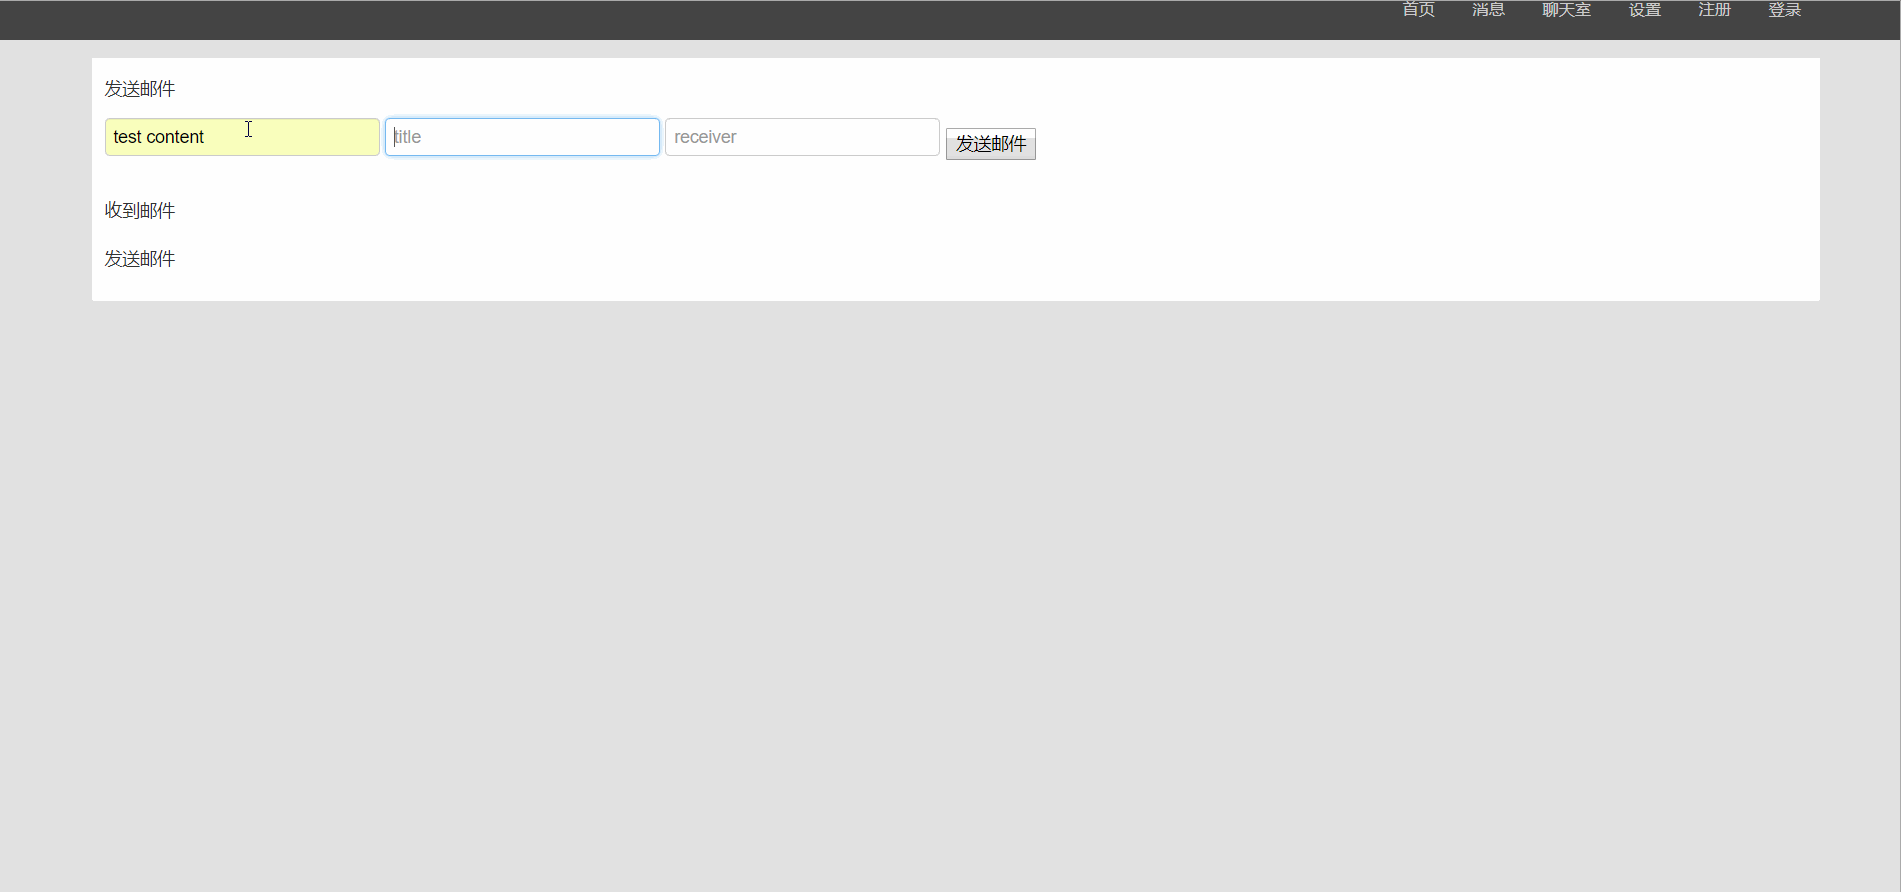 首页 消息 聊天室 设置 注册 登录
发送邮件
test content title receiver 发送邮件
收到邮件
发送邮件